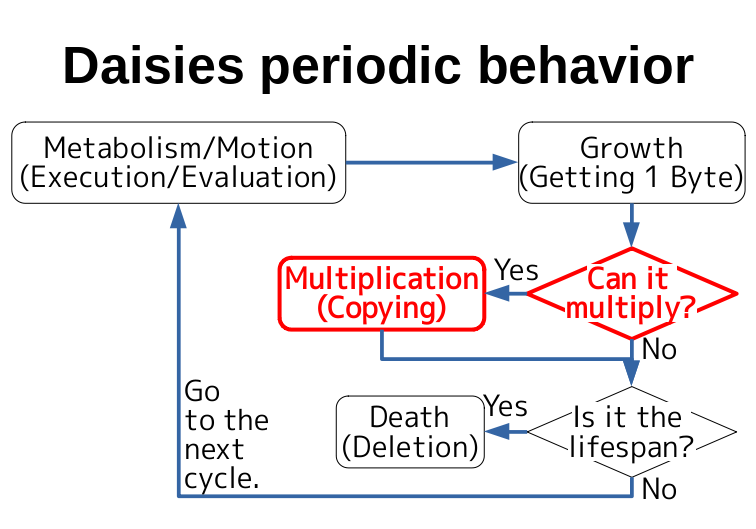 Daisies periodic behavior
Metabolism/Motion
(Execution/Evaluation)
Growth
(Getting 1 Byte)
Multiplication
(Copying)
Yes
Can it
multiply?
No
Go
to the
next
cycle.
Death
(Deletion)
Yes
Is it the
lifespan?
No